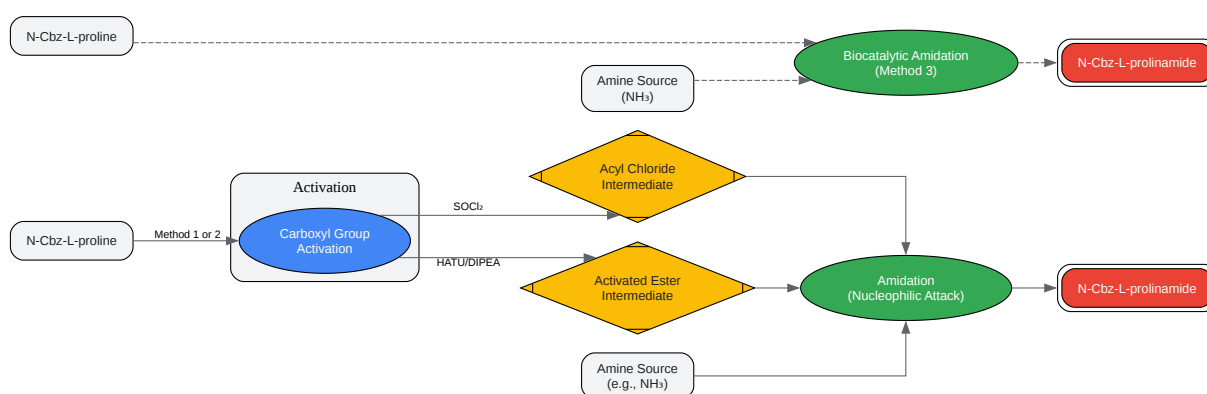 N-Cbz-L-proline
Biocatalytic Amidation
(Method 3)
N-Cbz-L-prolinamide
Amine Source
(NH₃)
Acyl Chloride
Intermediate
Activation
SOCl₂
N-Cbz-L-proline
Method 1 or 2
Carboxyl Group
Activation
HATU/DIPEA
Activated Ester
Intermediate
Amidation
(Nucleophilic Attack)
N-Cbz-L-prolinamide
Amine Source
(e.g., NH₃)